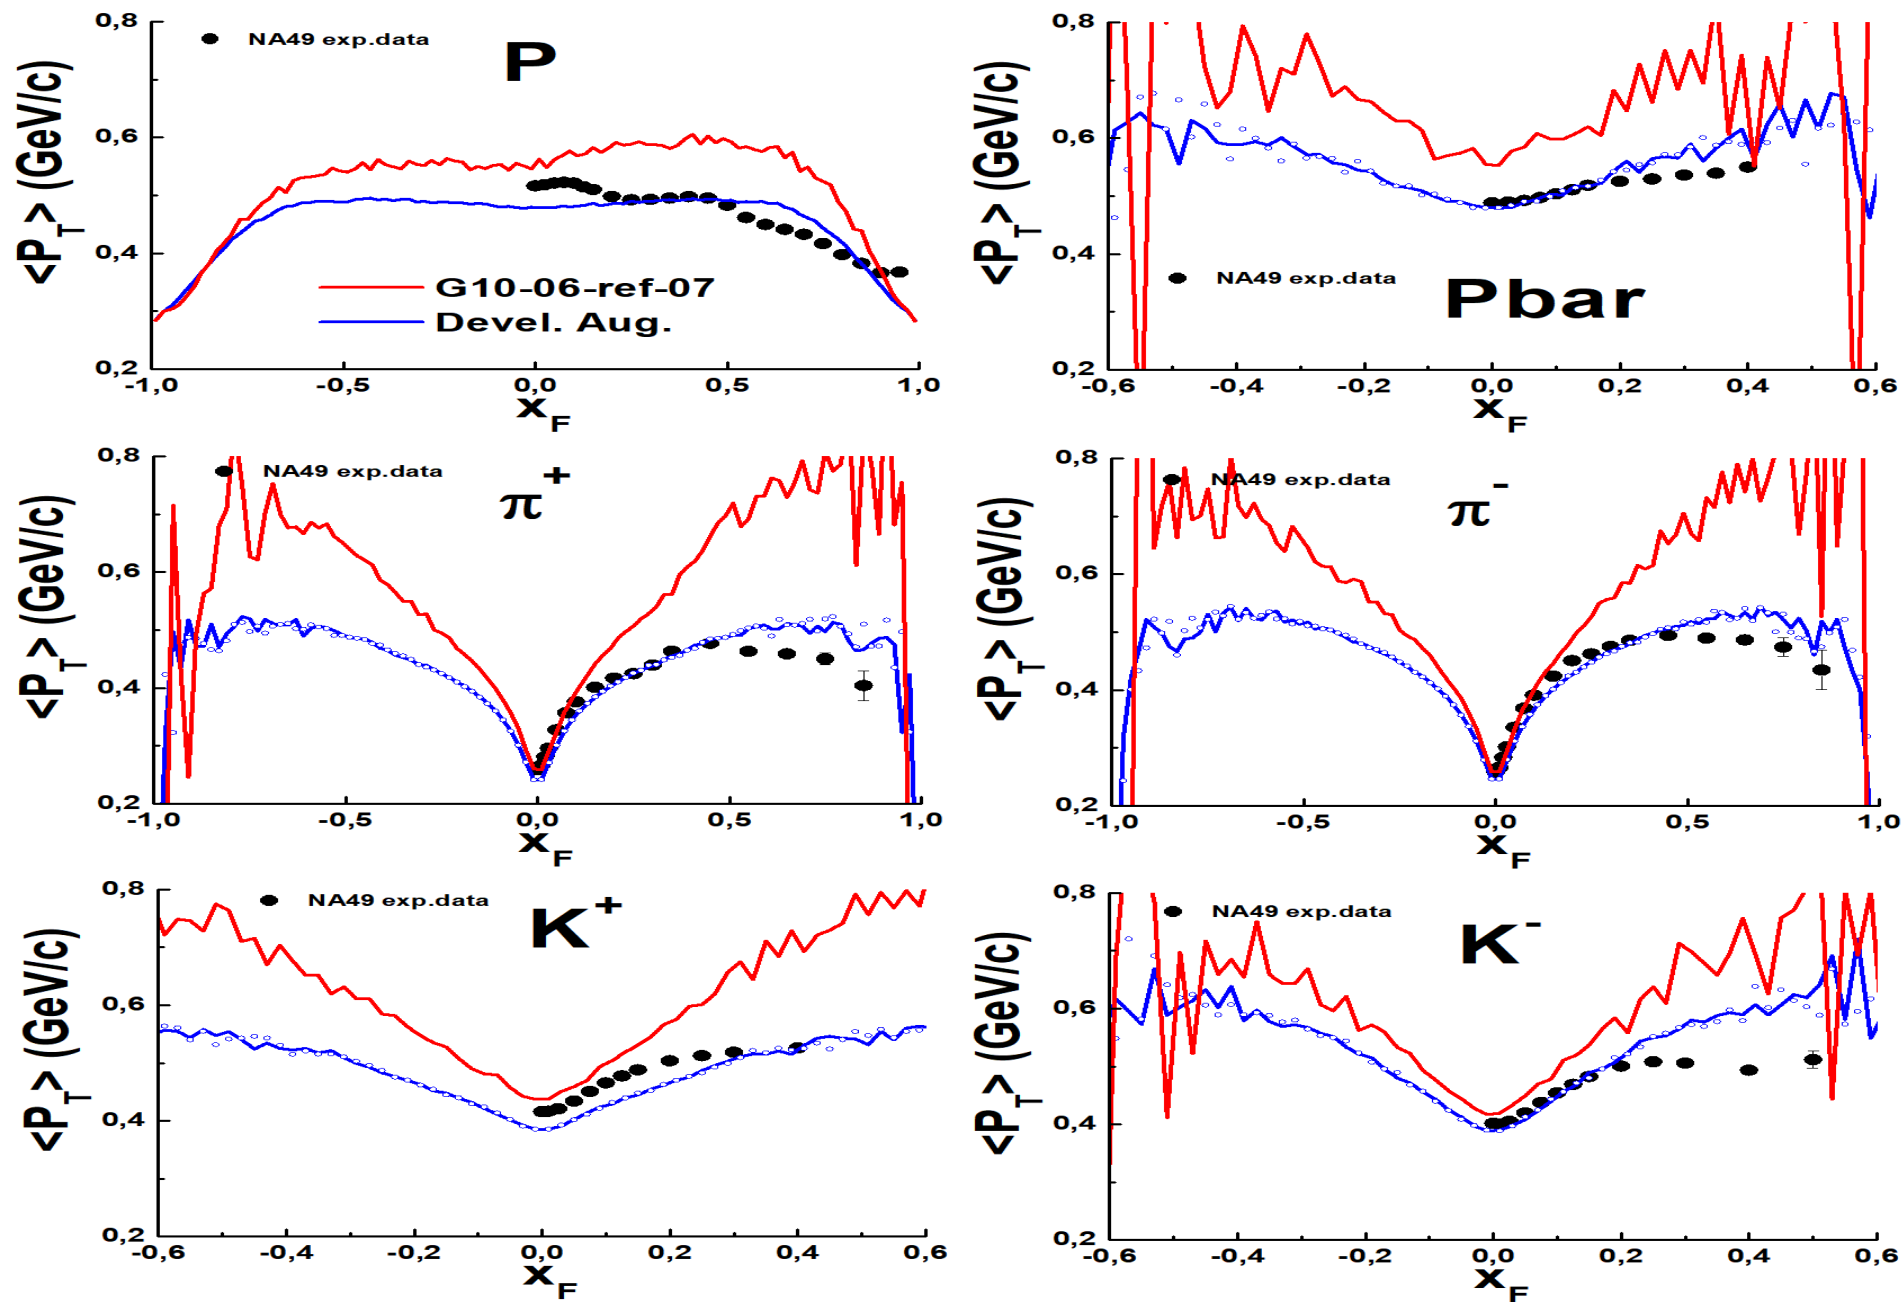 0,8
0,6
0,4
0,2
<P_T> (GeV/c)
NA49 exp.data
P
G10-06-ref-07
Devel. Aug.
-1,0 -0,5 0,0 0,5 1,0
x_F
0,8
0,6
0,4
0,2
<P_T> (GeV/c)
NA49 exp.data
Pbar
-0,6 -0,4 -0,2 0,0 0,2 0,4 0,6
x_F
0,8
0,6
0,4
0,2
<P_T> (GeV/c)
NA49 exp.data
π+
-1,0 -0,5 0,0 0,5 1,0
x_F
0,8
0,6
0,4
0,2
<P_T> (GeV/c)
NA49 exp.data
π-
-1,0 -0,5 0,0 0,5 1,0
x_F
0,8
0,6
0,4
0,2
<P_T> (GeV/c)
NA49 exp.data
K+
-0,6 -0,4 -0,2 0,0 0,2 0,4 0,6
x_F
0,8
0,6
0,4
0,2
<P_T> (GeV/c)
NA49 exp.data
K-
-0,6 -0,4 -0,2 0,0 0,2 0,4 0,6
x_F